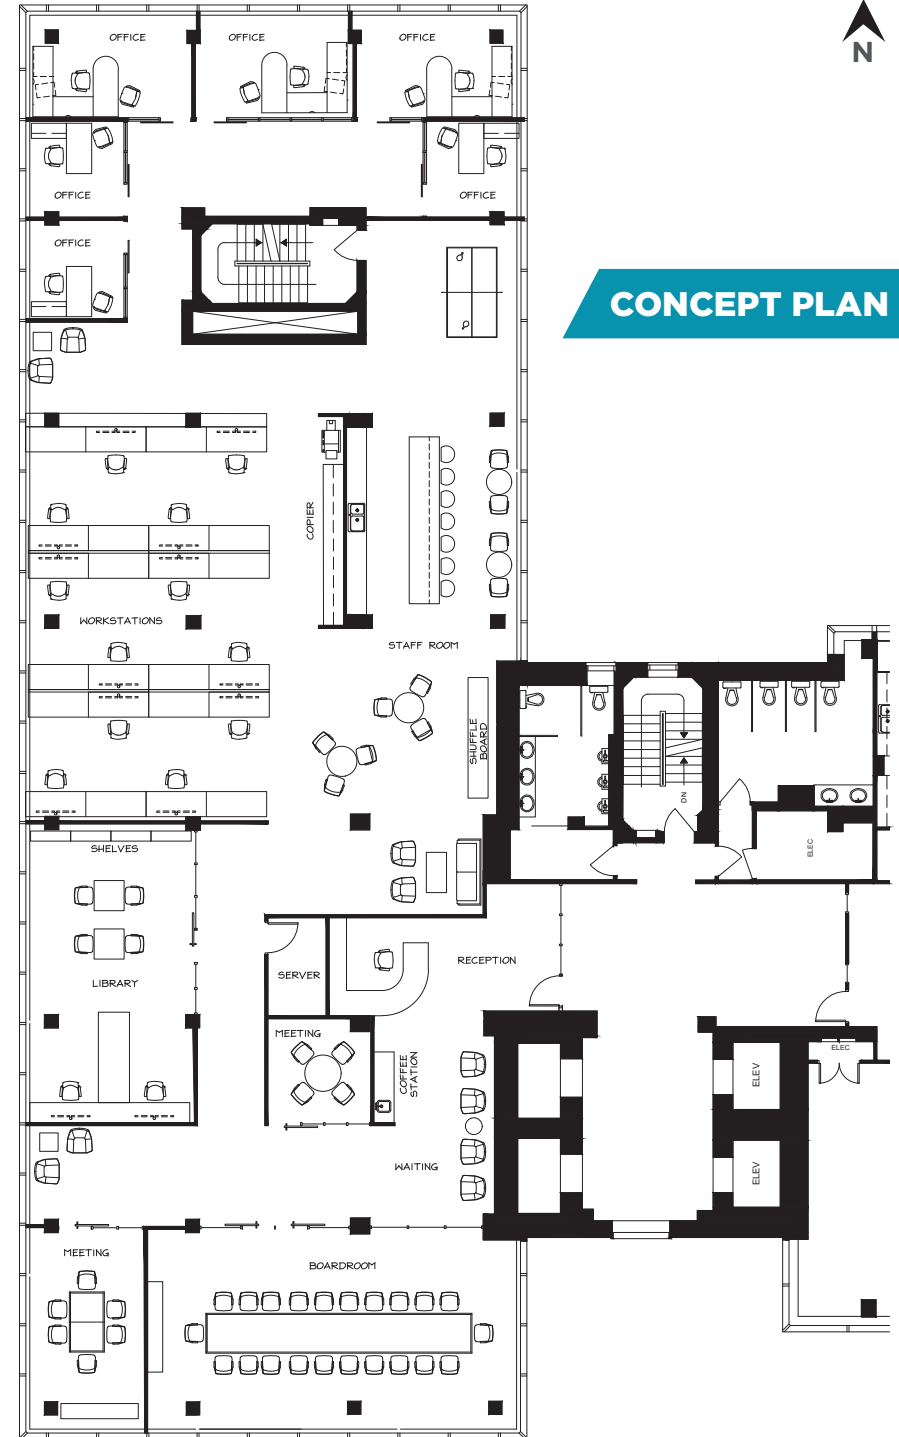 N
OFFICE
OFFICE
OFFICE
OFFICE
OFFICE
OFFICE
CONCEPT PLAN
COPIER
WORKSTATIONS
STAFF ROOM
SHUFFLE
BOARD
DN
SHELVES
ELEC
LIBRARY
SERVER
RECEPTION
MEETING
COFFEE
STATION
ELEC
ELEV
WAITING
ELEV
MEETING
BOARDROOM